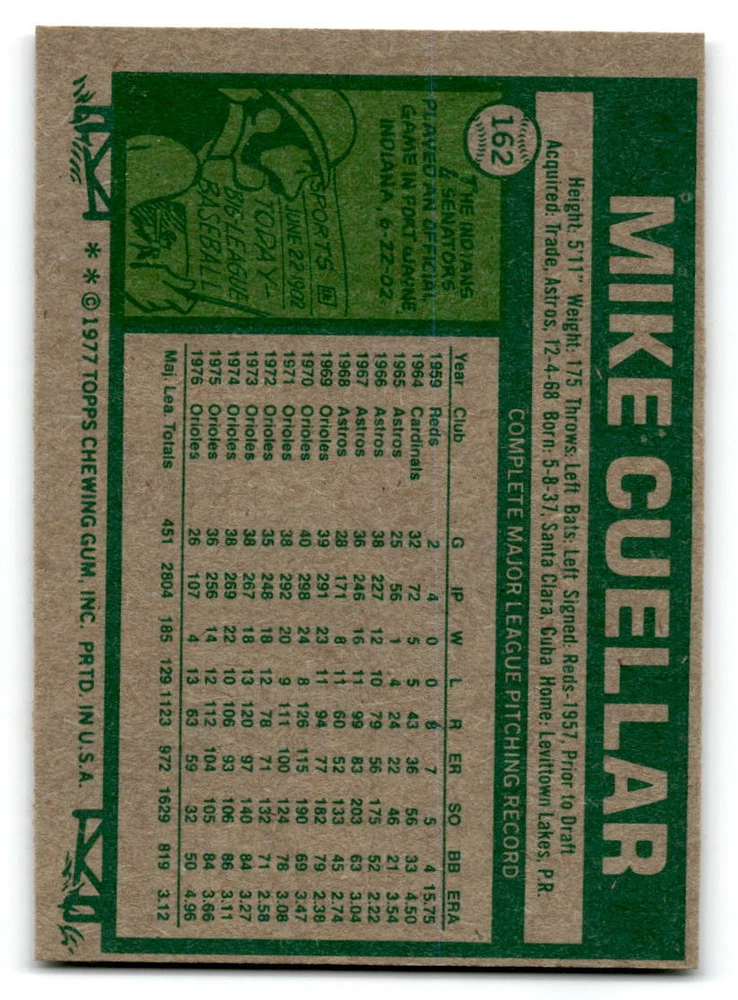 MIKE CUELLAR
162
Height: 5'11" Weight: 175 Throws: Left Bats: Left Signed: Reds-1957, Prior to Draft
Acquired: Trade, Astros, 12-4-68 Born: 5-8-37, Santa Clara, Cuba Home: Levittown Lakes, P.R.
COMPLETE MAJOR LEAGUE PITCHING RECORD
THE INDIANS
& SENATORS
PLAYED AN OFFICIAL
GAME IN FORT WAYNE
INDIANA, 6-22-02.
SPORTS
UNE 22, 1902
TODAY-
BIG LEAGUE
BASEBALL
Year Club G IP W L R ER SO BB ERA
1959 Reds 2 4 0 0 8 7 5 4 15.75
1964 Cardinals 32 72 5 5 43 36 56 33 4.50
1965 Astros 25 56 1 4 24 22 46 21 3.54
1966 Astros 38 227 12 10 79 56 175 52 2.22
1967 Astros 36 246 16 11 99 83 203 63 3.04
1968 Astros 28 171 8 11 60 52 133 45 2.74
1969 Orioles 39 291 23 11 94 77 182 79 2.38
1970 Orioles 40 298 24 8 126 115 190 69 3.47
1971 Orioles 38 292 20 9 111 100 124 78 3.08
1972 Orioles 35 248 18 12 78 71 132 71 2.58
1973 Orioles 38 267 18 13 120 97 140 84 3.27
1974 Orioles 38 269 22 10 106 93 106 86 3.11
1975 Orioles 36 256 14 12 112 104 105 84 3.66
1976 Orioles 26 107 4 13 63 59 32 50 4.96
Maj. Lea. Totals 451 2804 185 129 1123 972 1629 819 3.12
* * © 1977 TOPPS CHEWING GUM, INC. PRTD. IN U.S.A.